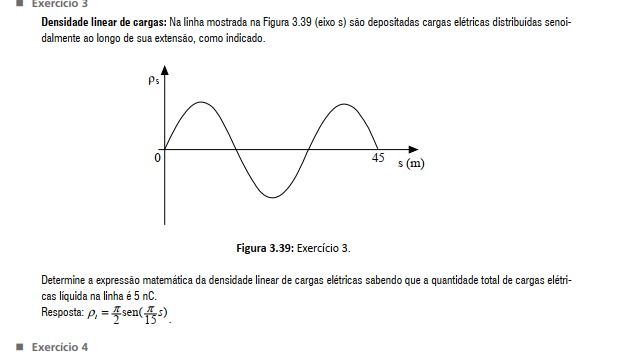 ■ Exercício 3
Densidade linear de cargas: Na linha mostrada na Figura 3.39 (eixo s) são depositadas cargas elétricas distribuídas senoi-
dalmente ao longo de sua extensão, como indicado.
ρs
0
45
s (m)
Figura 3.39: Exercício 3.
Determine a expressão matemática da densidade linear de cargas elétricas sabendo que a quantidade total de cargas elétri-
cas líquida na linha é 5 nC.
Resposta: ρl = π/2 sen(π/15 s).
■ Exercício 4